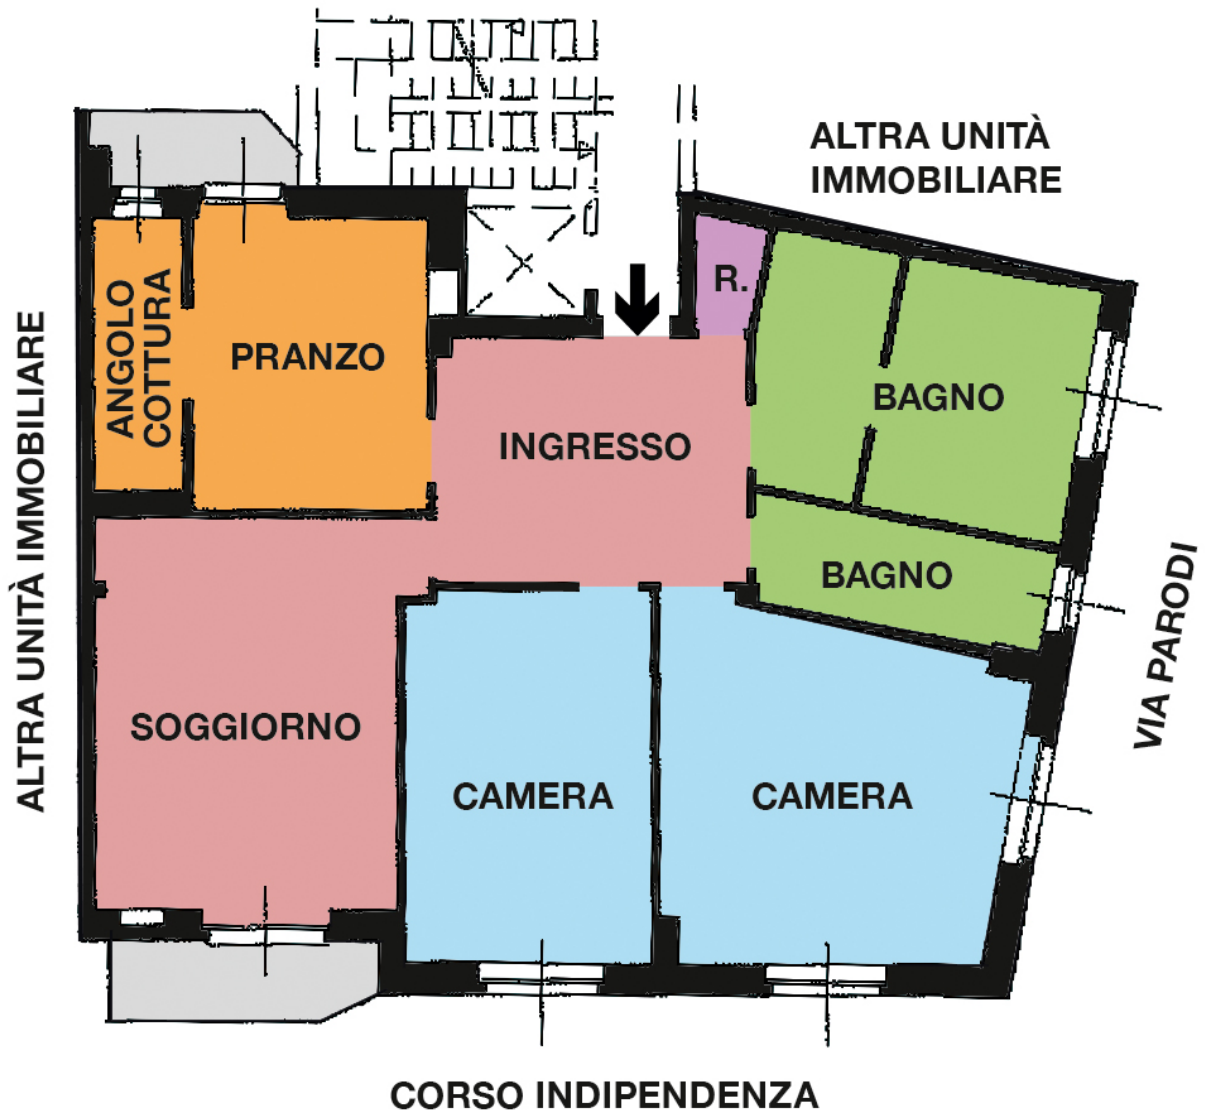 ALTRA UNITÀ
IMMOBILIARE
R.
ANGOLO
COTTURA
PRANZO
BAGNO
INGRESSO
BAGNO
ALTRA UNITÀ IMMOBILIARE
VIA PARODI
SOGGIORNO
CAMERA
CAMERA
CORSO INDIPENDENZA